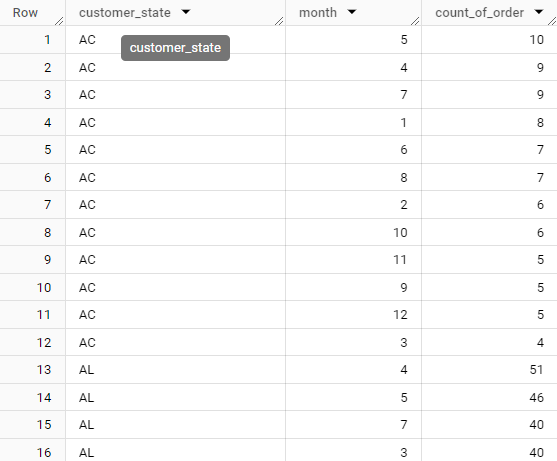 Row customer_state month count_of_order
1 AC 5 10
customer_state
2 AC 4 9
3 AC 7 9
4 AC 1 8
5 AC 6 7
6 AC 8 7
7 AC 2 6
8 AC 10 6
9 AC 11 5
10 AC 9 5
11 AC 12 5
12 AC 3 4
13 AL 4 51
14 AL 5 46
15 AL 7 40
16 AL 3 40